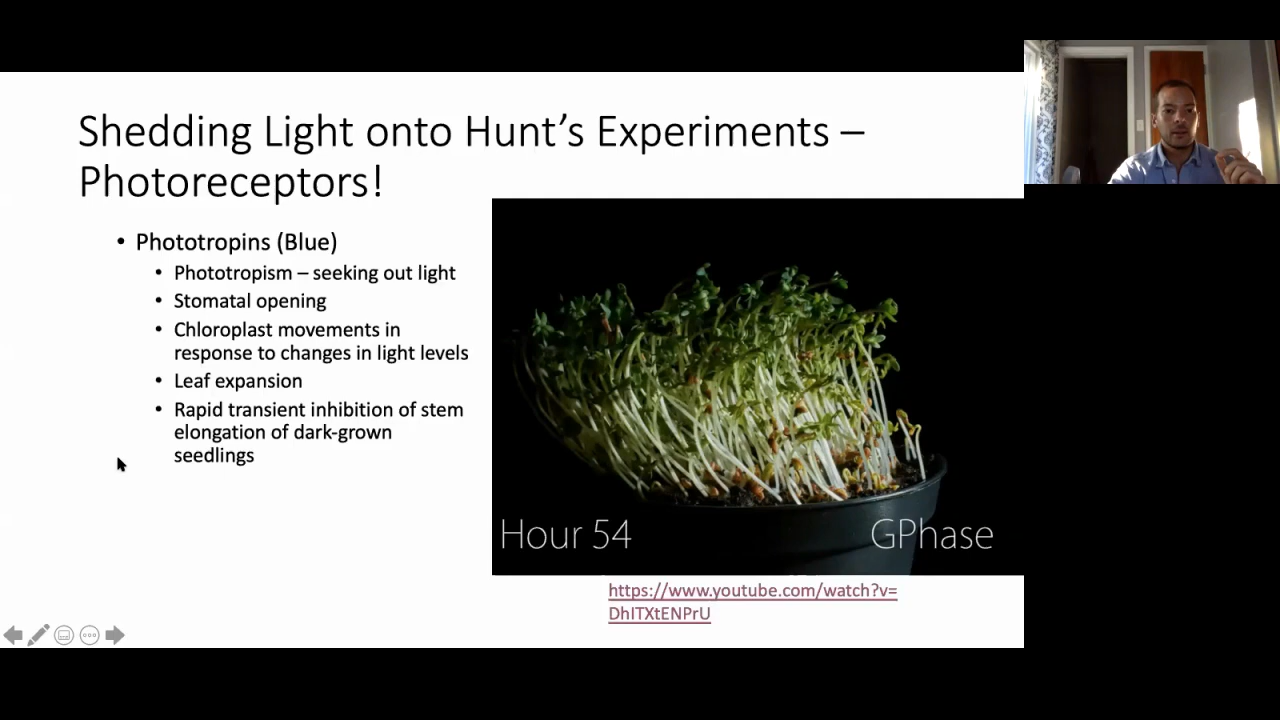 Shedding Light onto Hunt's Experiments –
Photoreceptors!
• Phototropins (Blue)
• Phototropism – seeking out light
• Stomatal opening
• Chloroplast movements in
response to changes in light levels
• Leaf expansion
• Rapid transient inhibition of stem
elongation of dark-grown
seedlings
Hour 54
GPhase
https://www.youtube.com/watch?v=
DhITXtENPrU